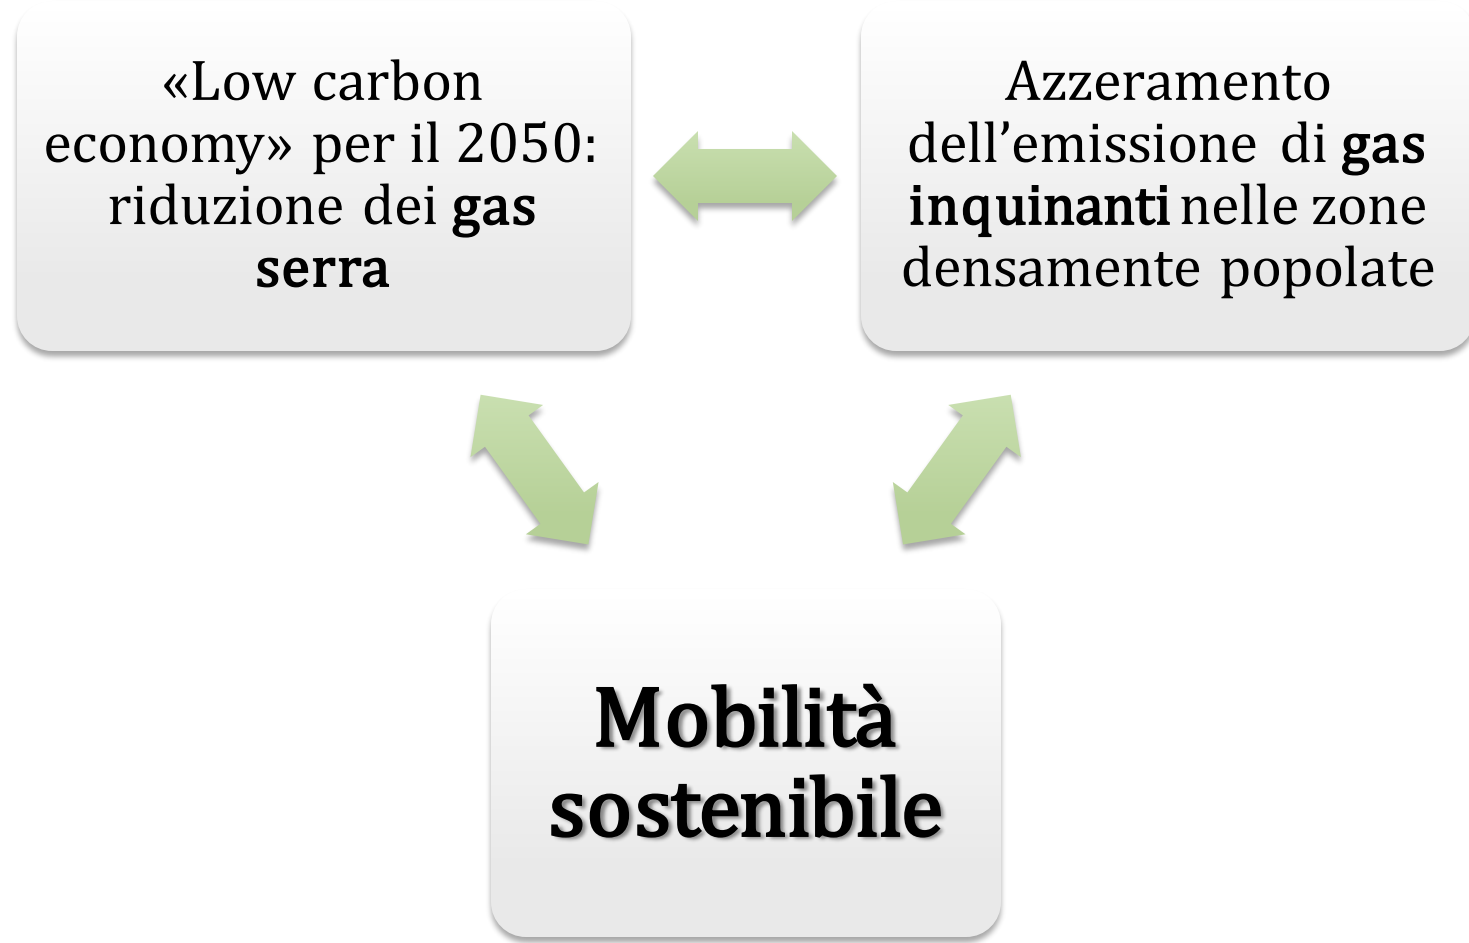 «Low carbon
economy» per il 2050:
riduzione dei gas
serra
Azzeramento
dell’emissione di gas
inquinanti nelle zone
densamente popolate
Mobilità
sostenibile